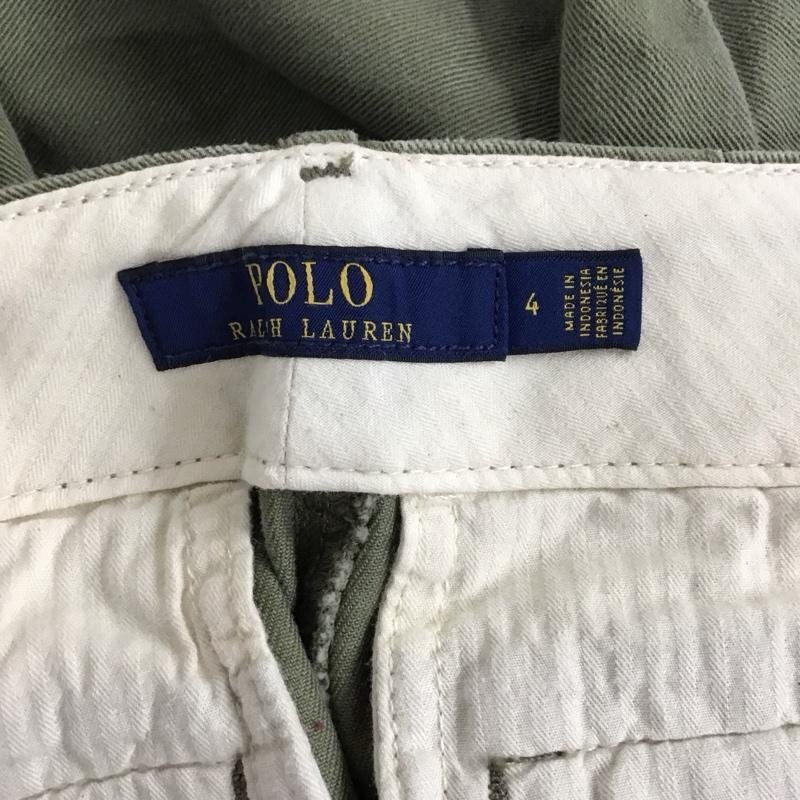 POLO
RALPH LAUREN
4
MADE IN
INDONESIA
FABRIQUÉ EN
INDONÉSIE